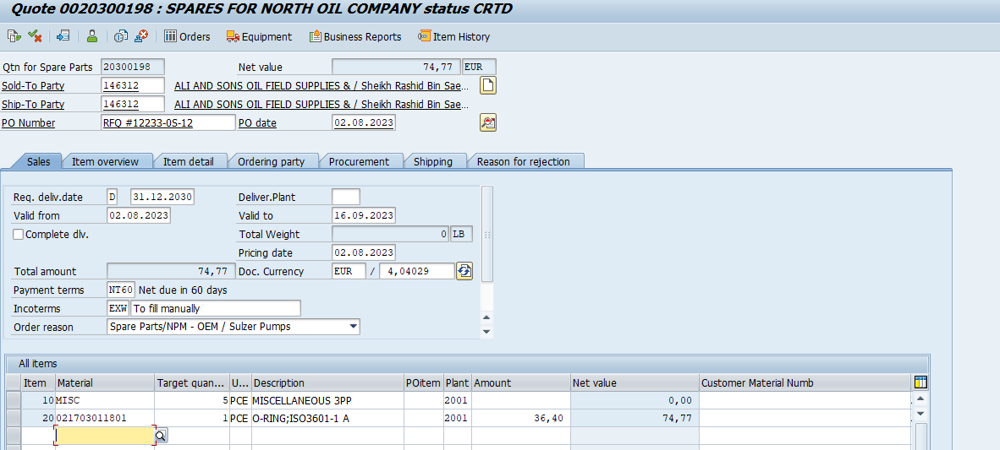 Quote 0020300198 : SPARES FOR NORTH OIL COMPANY status CRTD
Orders Equipment Business Reports Item History
Qtn for Spare Parts 20300198 Net value 74,77 EUR
Sold-To Party 146312 ALI AND SONS OIL FIELD SUPPLIES & / Sheikh Rashid Bin Sae...
Ship-To Party 146312 ALI AND SONS OIL FIELD SUPPLIES & / Sheikh Rashid Bin Sae...
PO Number RFQ #12233-0S-12 PO date 02.08.2023
Sales Item overview Item detail Ordering party Procurement Shipping Reason for rejection
Req. deliv.date D 31.12.2030 Deliver.Plant
Valid from 02.08.2023 Valid to 16.09.2023
Complete dlv. Total Weight 0 LB
Pricing date 02.08.2023
Total amount 74,77 Doc. Currency EUR / 4,04029
Payment terms NT60 Net due in 60 days
Incoterms EXW To fill manually
Order reason Spare Parts/NPM - OEM / Sulzer Pumps
All items
Item Material Target quan... U... Description POitem Plant Amount Net value Customer Material Numb
10 MISC 5 PCE MISCELLANEOUS 3PP 2001 0,00
20 021703011801 1 PCE O-RING;ISO3601-1 A 2001 36,40 74,77